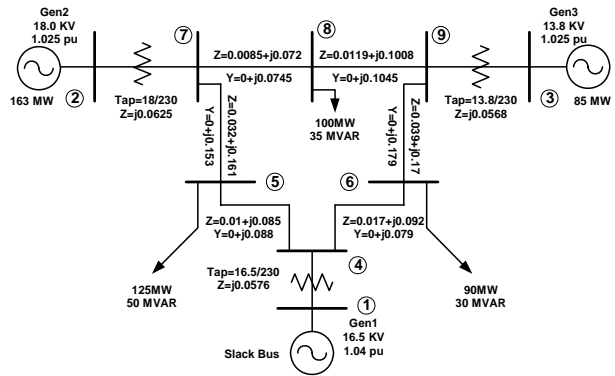 Gen2
18.0 KV
1.025 pu
163 MW
②
Tap=18/230
Z=j0.0625
⑦
Z=0.0085+j0.072
Y=0+j0.0745
⑧
100MW
35 MVAR
Z=0.0119+j0.1008
Y=0+j0.1045
⑨
Tap=13.8/230
Z=j0.0568
③
Gen3
13.8 KV
1.025 pu
85 MW
Z=0.032+j0.161
Y=0+j0.153
Z=0.039+j0.17
Y=0+j0.179
⑤
⑥
Z=0.01+j0.085
Y=0+j0.088
Z=0.017+j0.092
Y=0+j0.079
125MW
50 MVAR
90MW
30 MVAR
Tap=16.5/230
Z=j0.0576
④
①
Gen1
16.5 KV
1.04 pu
Slack Bus